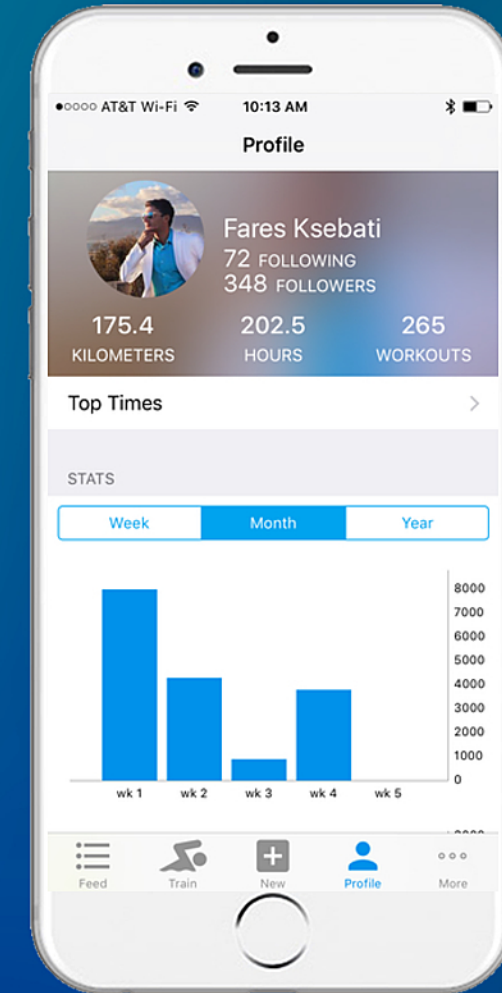 AT&T Wi-Fi 10:13 AM
Profile
Fares Ksebati
72 FOLLOWING
348 FOLLOWERS
175.4 202.5 265
KILOMETERS HOURS WORKOUTS
Top Times
STATS
Week Month Year
8000
7000
6000
5000
4000
3000
2000
1000
0
wk 1 wk 2 wk 3 wk 4 wk 5
Feed Train New Profile More